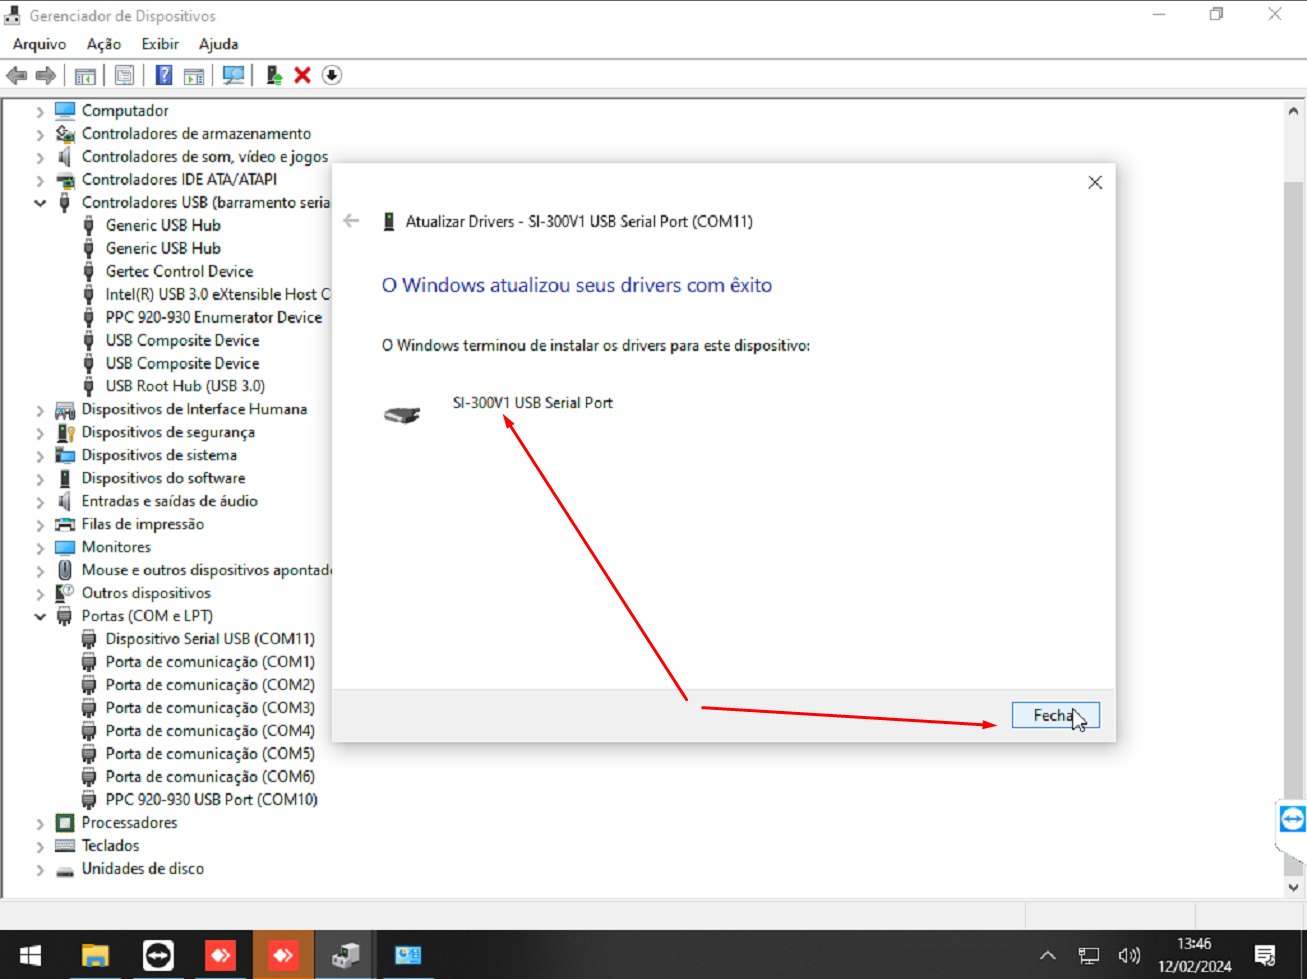 Gerenciador de Dispositivos
Arquivo Ação Exibir Ajuda
Computador
Controladores de armazenamento
Controladores de som, vídeo e jogos
Controladores IDE ATA/ATAPI
Controladores USB (barramento seria
Generic USB Hub
Generic USB Hub
Gertec Control Device
Intel(R) USB 3.0 eXtensible Host C
PPC 920-930 Enumerator Device
USB Composite Device
USB Composite Device
USB Root Hub (USB 3.0)
Dispositivos de Interface Humana
Dispositivos de segurança
Dispositivos de sistema
Dispositivos do software
Entradas e saídas de áudio
Filas de impressão
Monitores
Mouse e outros dispositivos apontad
Outros dispositivos
Portas (COM e LPT)
Dispositivo Serial USB (COM11)
Porta de comunicação (COM1)
Porta de comunicação (COM2)
Porta de comunicação (COM3)
Porta de comunicação (COM4)
Porta de comunicação (COM5)
Porta de comunicação (COM6)
PPC 920-930 USB Port (COM10)
Processadores
Teclados
Unidades de disco
Atualizar Drivers - SI-300V1 USB Serial Port (COM11)
O Windows atualizou seus drivers com êxito
O Windows terminou de instalar os drivers para este dispositivo:
SI-300V1 USB Serial Port
Fecha
13:46
12/02/2024